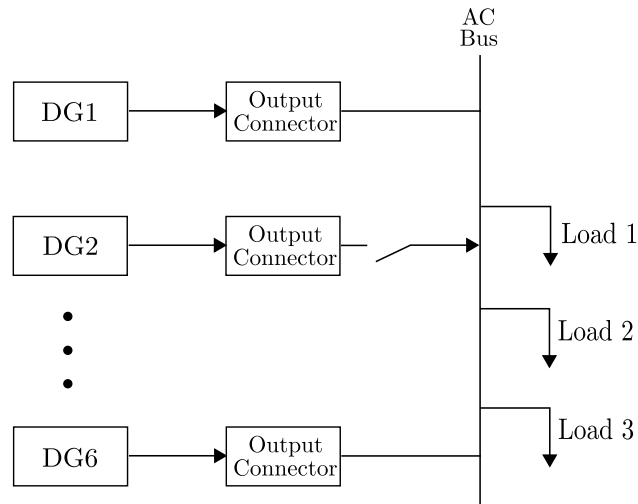 AC
Bus
DG1
Output
Connector
DG2
Output
Connector
Load 1
Load 2
Load 3
DG6
Output
Connector